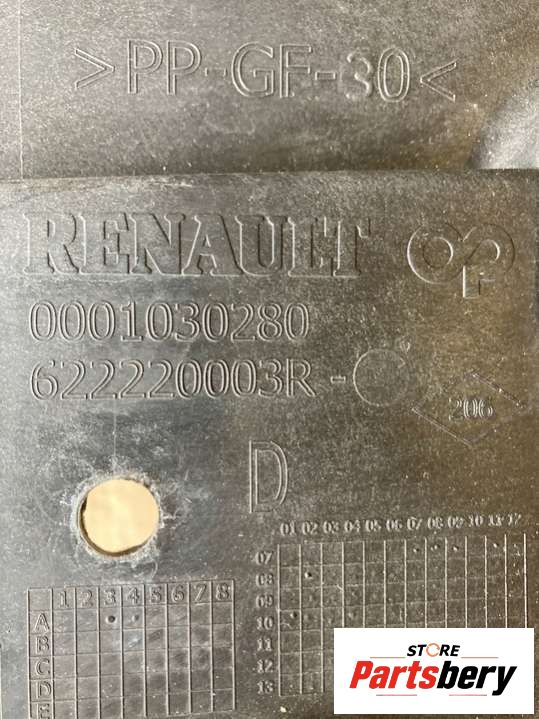 >PP-GF-30<
RENAULT
0001030280
622220003R -
206
F
D
01 02 03 04 05 06 07 08 09 10 11 12
07
08
09
10
11
12
13
1 2 3 4 5 6 7 8
A
B
C
D
E
STORE
Partsbery